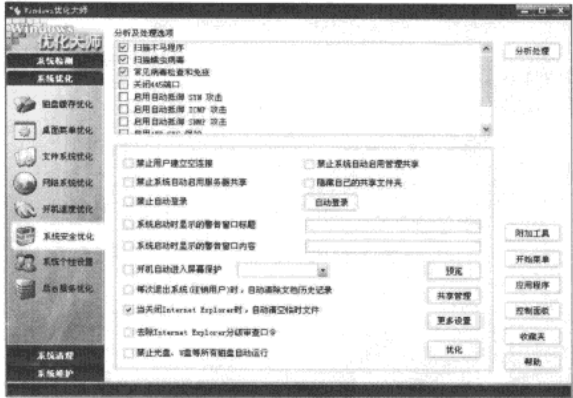 Windows优化大师
Windows
优化大师
系统检测
系统优化
磁盘缓存优化
桌面菜单优化
文件系统优化
网络系统优化
开机速度优化
系统安全优化
系统个性设置
后台服务优化
系统清理
系统维护
分析及处理选项
扫描木马程序
扫描蠕虫病毒
常见病毒检查和免疫
关闭445端口
启用自动抵御 SYN 攻击
启用自动抵御 ICMP 攻击
启用自动抵御 SNMP 攻击
分析处理
禁止用户建立空连接
禁止系统自动启用管理共享
禁止系统自动启用服务器共享
隐藏自己的共享文件夹
禁止自动登录
自动登录
系统启动时显示的警告窗口标题
系统启动时显示的警告窗口内容
开机自动进入屏幕保护
预览
每次退出系统(注销用户)时，自动清除文档历史记录
共享管理
当关闭Internet Explorer时，自动清空临时文件
更多设置
去除Internet Explorer分级审查口令
禁止光盘、U盘等所有磁盘自动运行
优化
附加工具
开始菜单
应用程序
控制面板
收藏夹
帮助